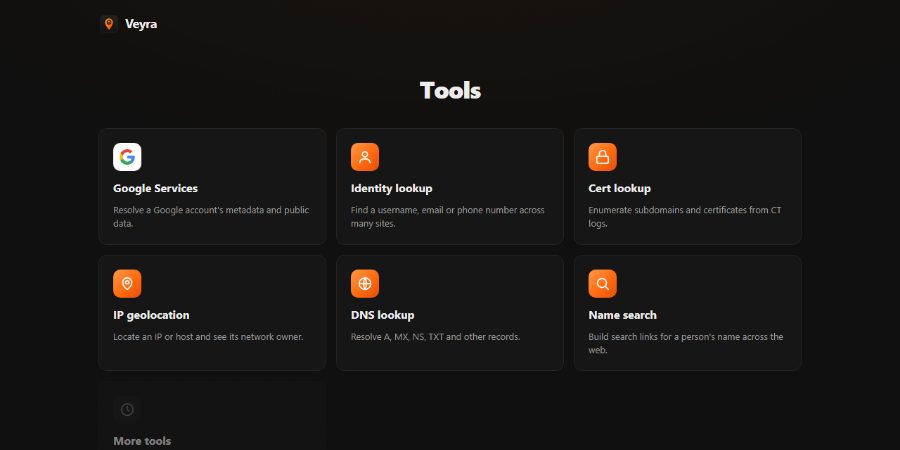 Veyra
Tools
Google Services
Resolve a Google account's metadata and public
data.
Identity lookup
Find a username, email or phone number across
many sites.
Cert lookup
Enumerate subdomains and certificates from CT
logs.
IP geolocation
Locate an IP or host and see its network owner.
DNS lookup
Resolve A, MX, NS, TXT and other records.
Name search
Build search links for a person's name across the
web.
More tools